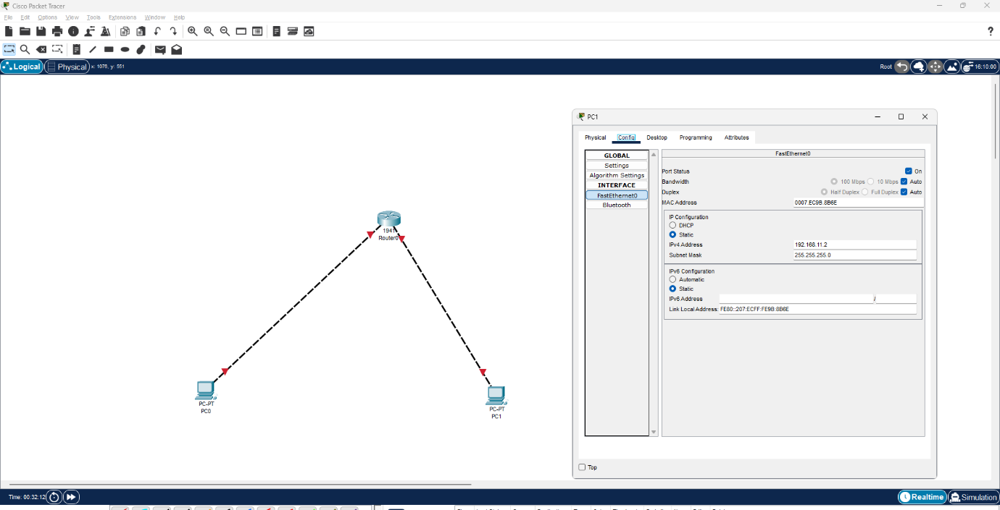 Cisco Packet Tracer
File Edit Options View Tools Extensions Window Help
?
Logical Physical x: 1076, y: 551 Root 16:10:00
PC1
Physical Config Desktop Programming Attributes
GLOBAL
Settings
Algorithm Settings
INTERFACE
FastEthernet0
Bluetooth
FastEthernet0
Port Status On
Bandwidth 100 Mbps 10 Mbps Auto
Duplex Half Duplex Full Duplex Auto
MAC Address 0007.EC9B.8B6E
IP Configuration
DHCP
Static
IPv4 Address 192.168.11.2
Subnet Mask 255.255.255.0
IPv6 Configuration
Automatic
Static
IPv6 Address /
Link Local Address: FE80::207:ECFF:FE9B:8B6E
Top
1941
Router0
PC-PT
PC0
PC-PT
PC1
Time: 00:32:12 Realtime Simulation